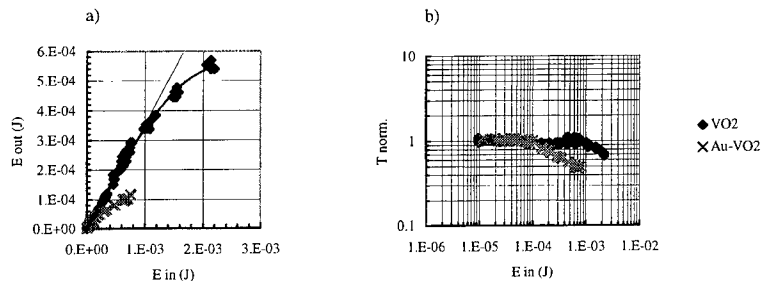 a)
E out (J)
6.E-04
5.E-04
4.E-04
3.E-04
2.E-04
1.E-04
0.E+00
0.E+00 1.E-03 2.E-03 3.E-03
E in (J)
b)
T norm.
10
1
0.1
1.E-06 1.E-05 1.E-04 1.E-03 1.E-02
E in (J)
VO2
Au-VO2